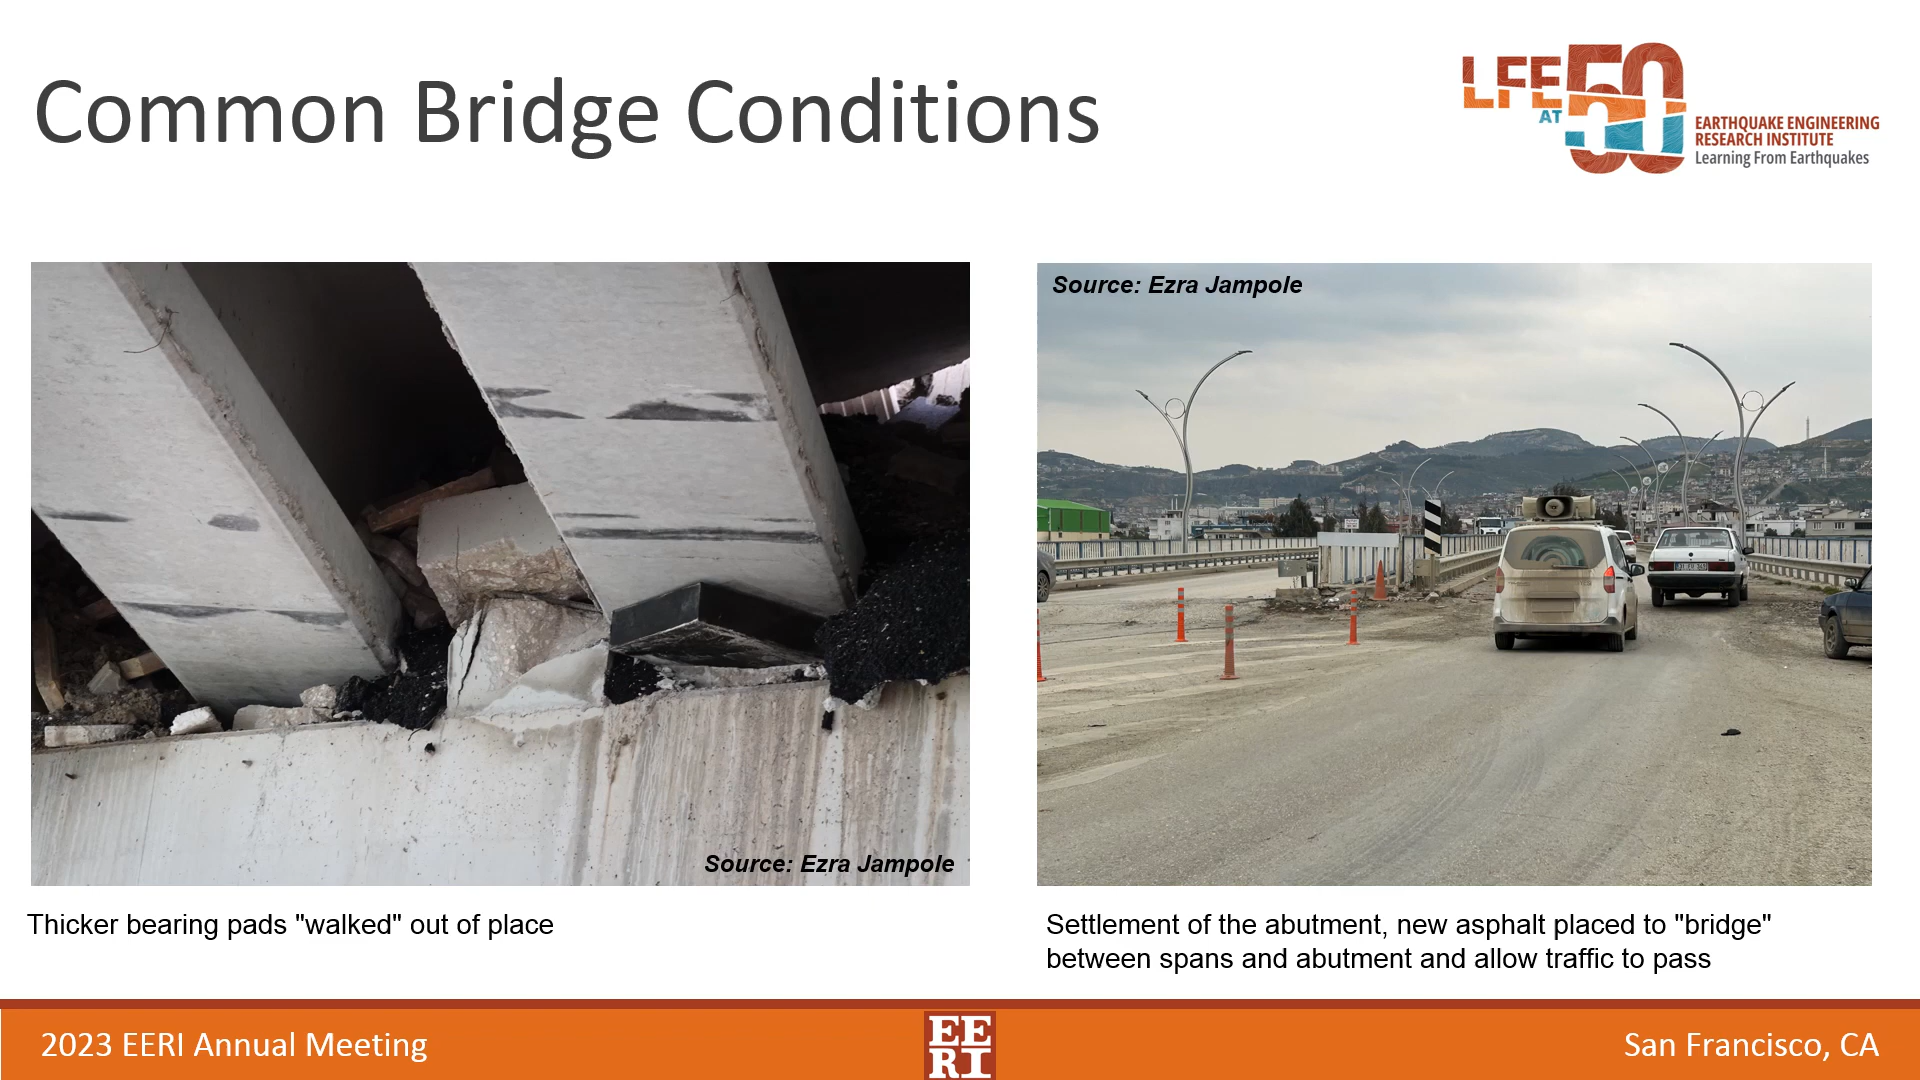 Common Bridge Conditions
LFE
AT
50
EARTHQUAKE ENGINEERING
RESEARCH INSTITUTE
Learning From Earthquakes
Source: Ezra Jampole
Source: Ezra Jampole
Thicker bearing pads "walked" out of place
Settlement of the abutment, new asphalt placed to "bridge"
between spans and abutment and allow traffic to pass
2023 EERI Annual Meeting
EE
RI
San Francisco, CA